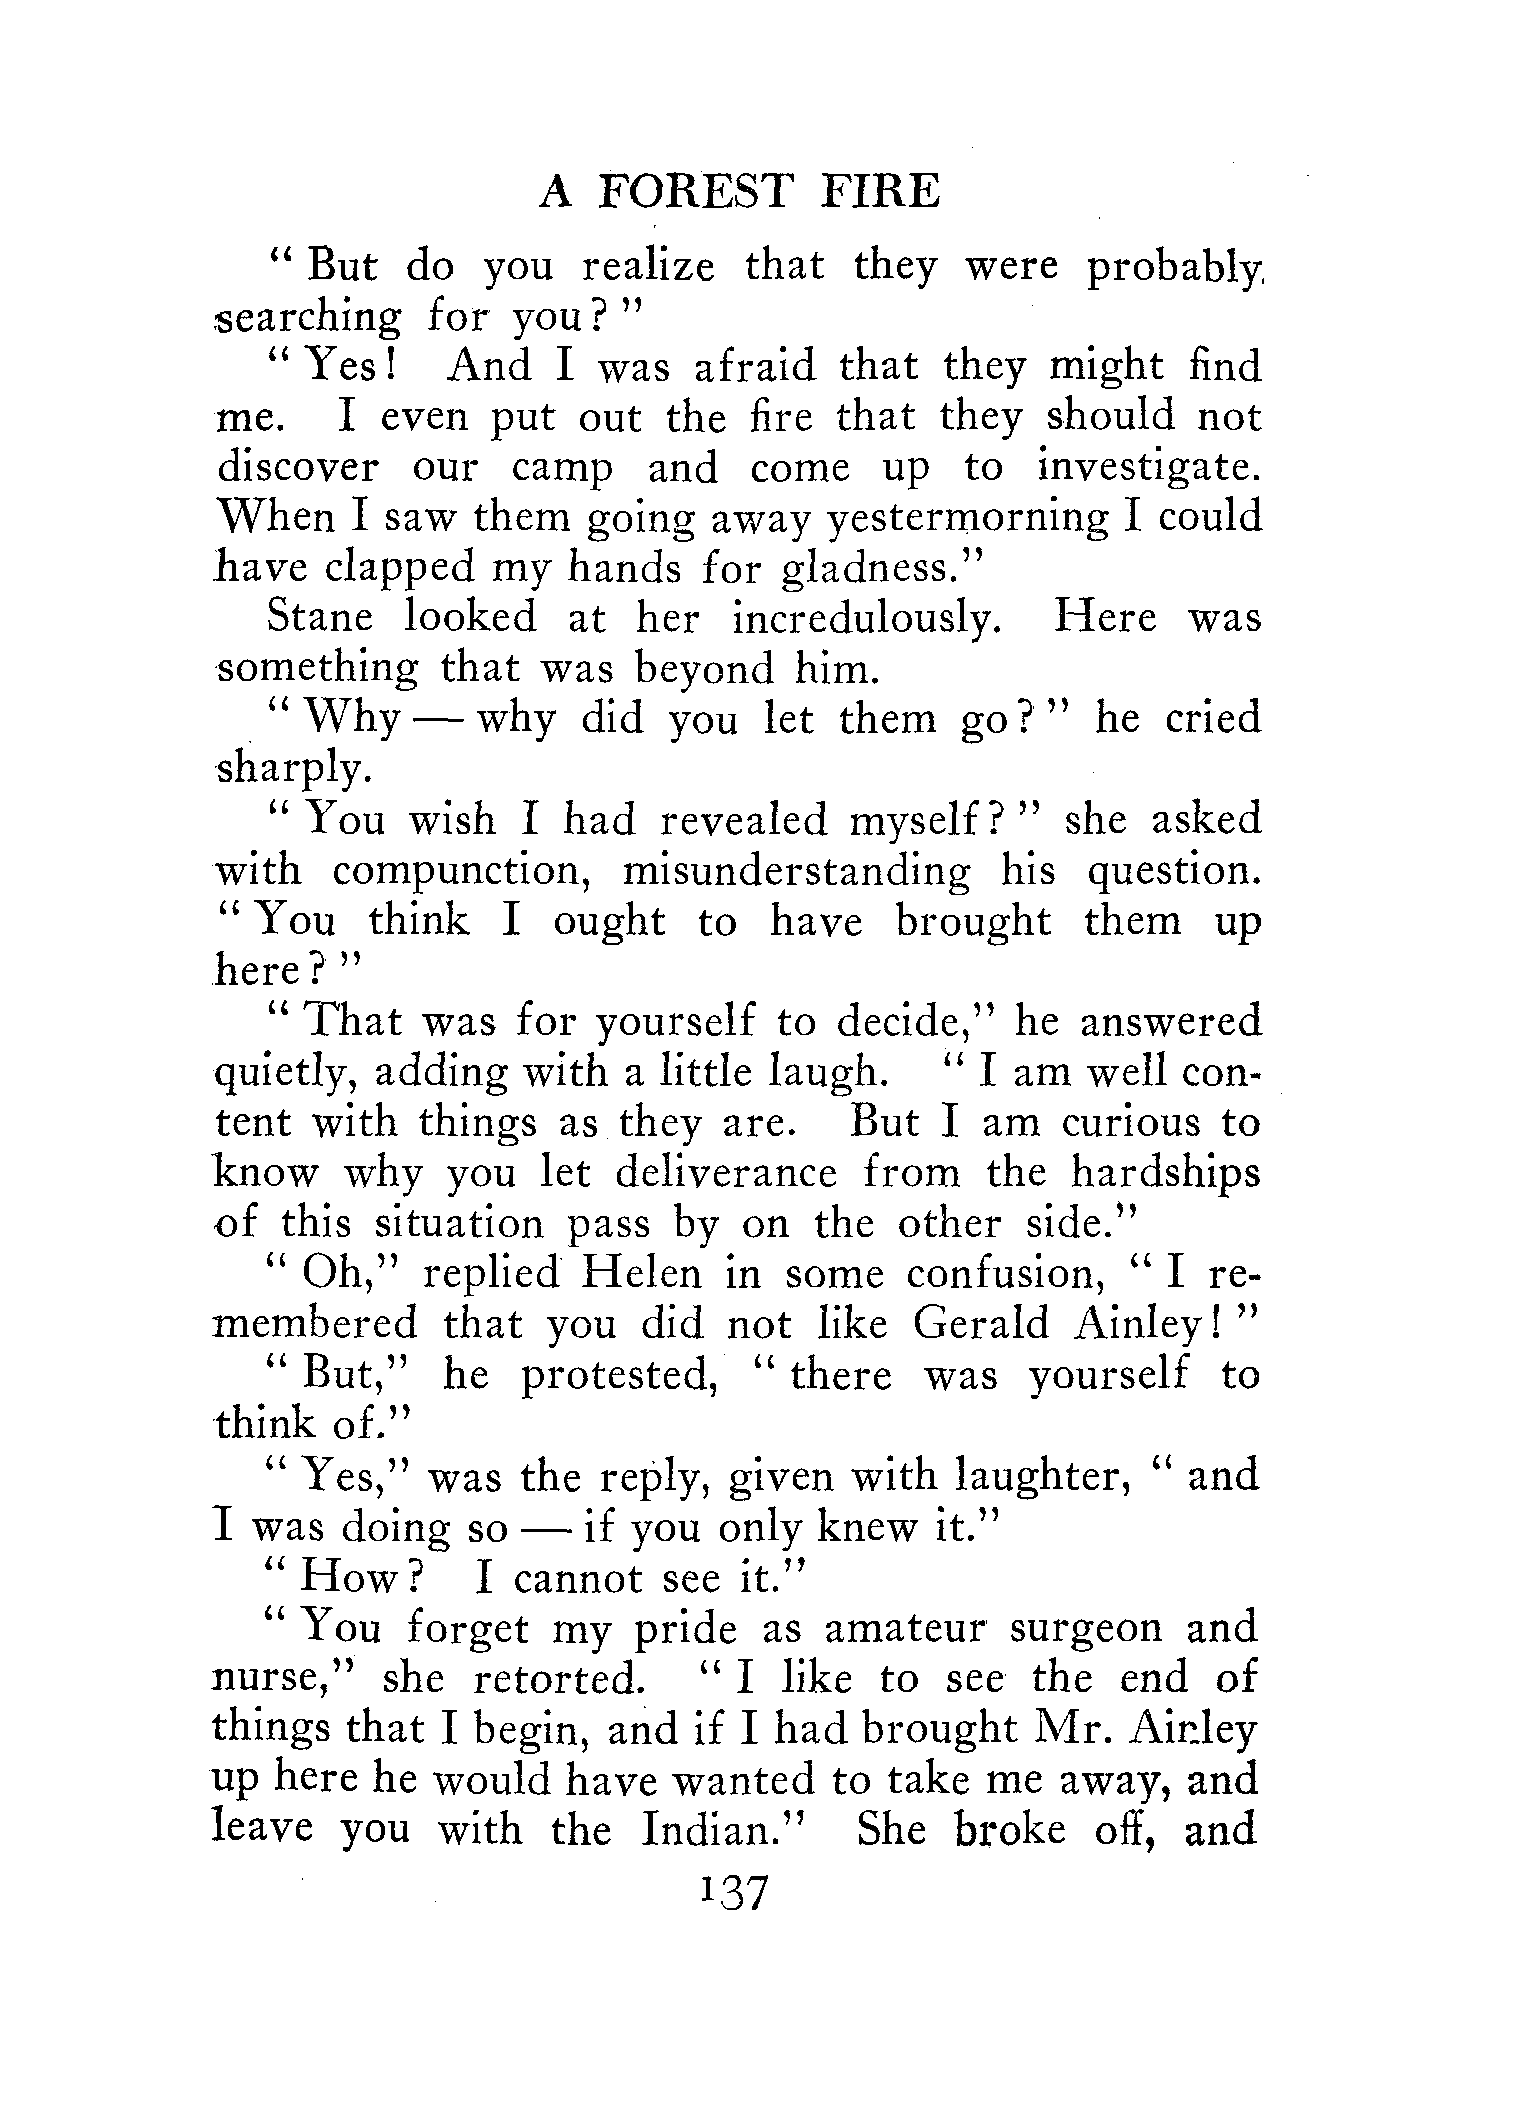 A FOREST FIRE
" But do you realize that they were probably
searching for you? "
" Yes! And I was afraid that they might find
me. I even put out the fire that they should not
discover our camp and come up to investigate.
When I saw them going away yestermorning I could
have clapped my hands for gladness."
Stane looked at her incredulously. Here was
something that was beyond him.
" Why — why did you let them go? " he cried
sharply.
" You wish I had revealed myself? " she asked
with compunction, misunderstanding his question.
" You think I ought to have brought them up
here? "
" That was for yourself to decide," he answered
quietly, adding with a little laugh. " I am well con-
tent with things as they are. But I am curious to
know why you let deliverance from the hardships
of this situation pass by on the other side."
" Oh," replied Helen in some confusion, " I re-
membered that you did not like Gerald Ainley! "
" But," he protested, " there was yourself to
think of."
" Yes," was the reply, given with laughter, " and
I was doing so — if you only knew it."
" How? I cannot see it."
" You forget my pride as amateur surgeon and
nurse," she retorted. " I like to see the end of
things that I begin, and if I had brought Mr. Ainley
up here he would have wanted to take me away, and
leave you with the Indian." She broke off, and
137